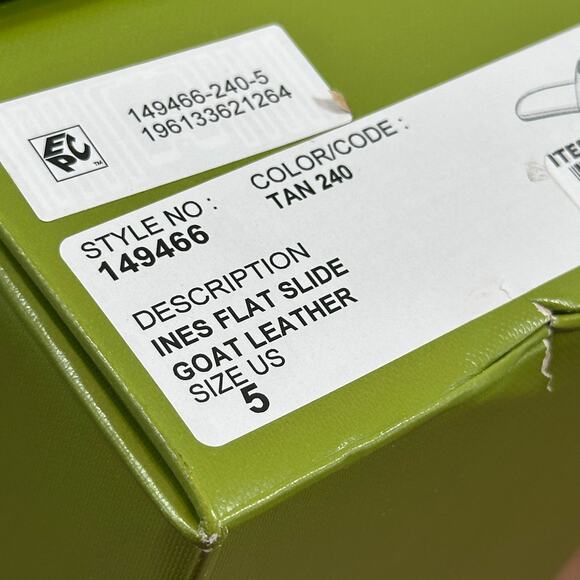 EPC
TM
149466-240-5
196133621264
STYLE NO :
149466
COLOR/CODE :
TAN 240
DESCRIPTION
INES FLAT SLIDE
GOAT LEATHER
SIZE US
5